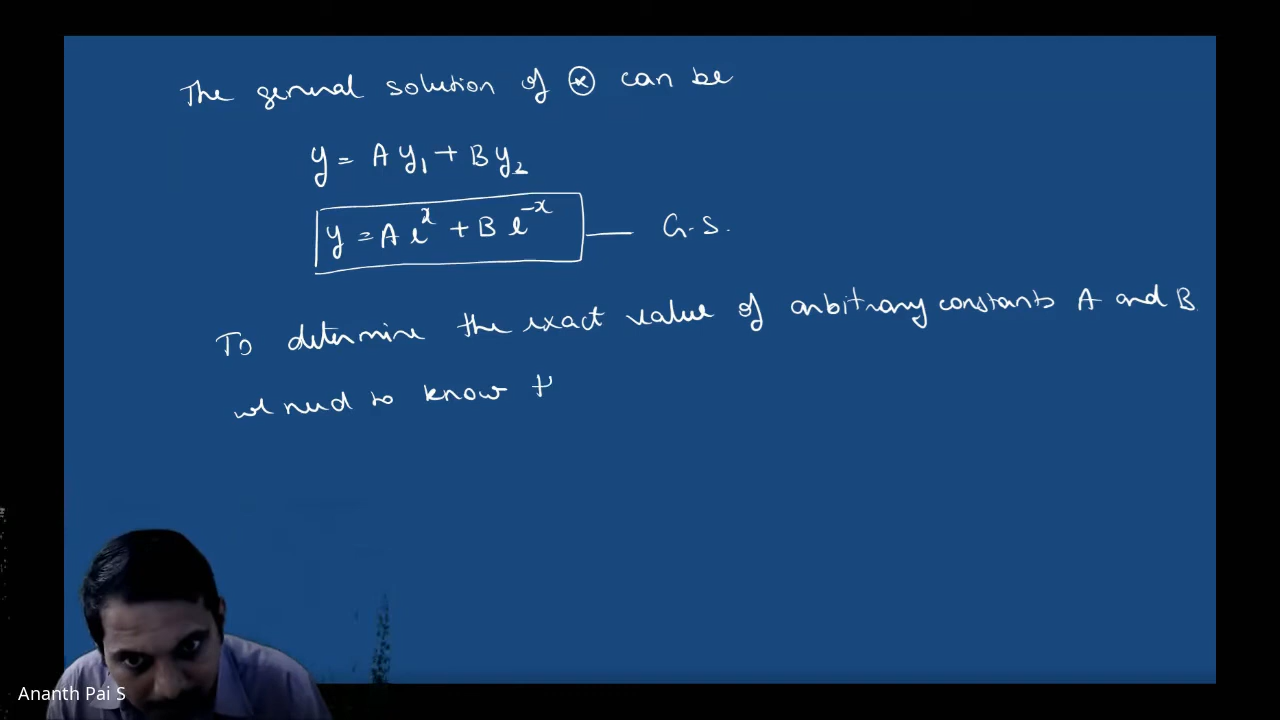 The general solution of ⊛ can be
y = A y₁ + B y₂
y = A eˣ + B e⁻ˣ — G.S.
To determine the exact value of arbitrary constants A and B
we need to know t
Ananth Pai S